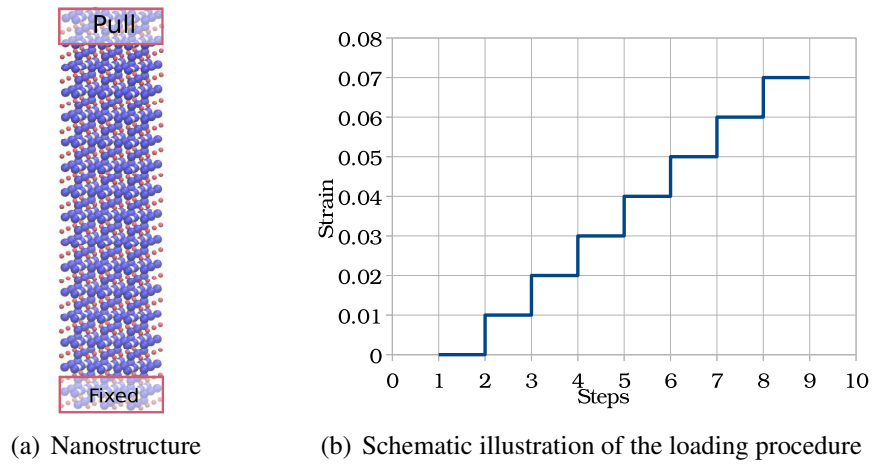 Pull
Fixed
(a) Nanostructure
0.08
0.07
0.06
0.05
0.04
0.03
0.02
0.01
0
Strain
0 1 2 3 4 5 6 7 8 9 10
Steps
(b) Schematic illustration of the loading procedure